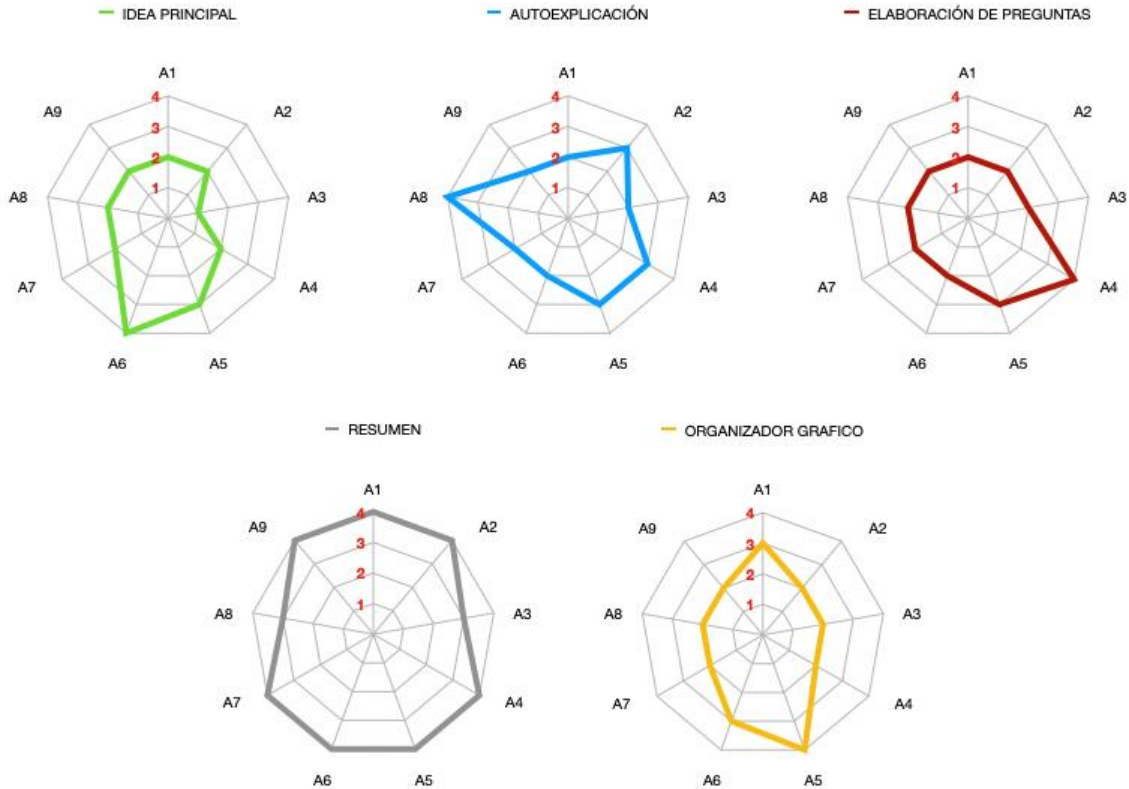 IDEA PRINCIPAL
A1
A2
A3
A4
A5
A6
A7
A8
A9
4
3
2
1
AUTOEXPLICACIÓN
A1
A2
A3
A4
A5
A6
A7
A8
A9
4
3
2
1
ELABORACIÓN DE PREGUNTAS
A1
A2
A3
A4
A5
A6
A7
A8
A9
4
3
2
1
RESUMEN
A1
A2
A3
A4
A5
A6
A7
A8
A9
4
3
2
1
ORGANIZADOR GRAFICO
A1
A2
A3
A4
A5
A6
A7
A8
A9
4
3
2
1